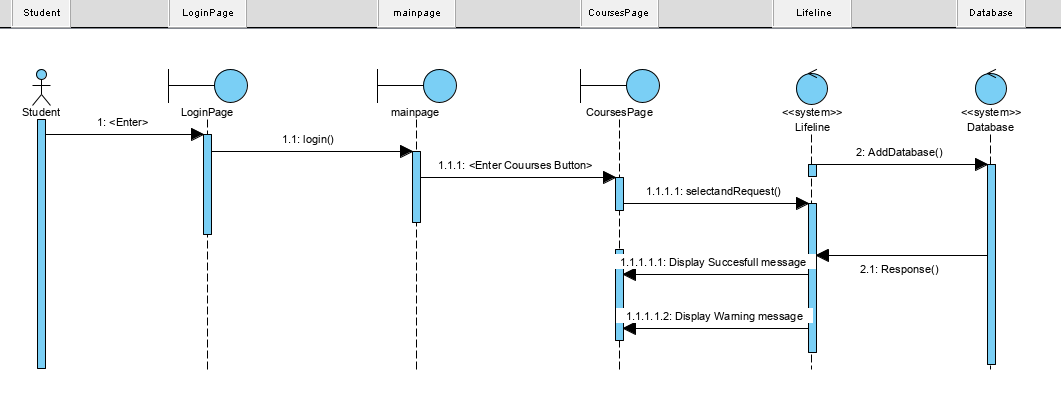 Student
LoginPage
mainpage
CoursesPage
Lifeline
Database
Student
LoginPage
mainpage
CoursesPage
<<system>>
Lifeline
<<system>>
Database
1: <Enter>
1.1: login()
1.1.1: <Enter Couurses Button>
2: AddDatabase()
1.1.1.1: selectandRequest()
1.1.1.1.1: Display Succesfull message
2.1: Response()
1.1.1.1.2: Display Warning message